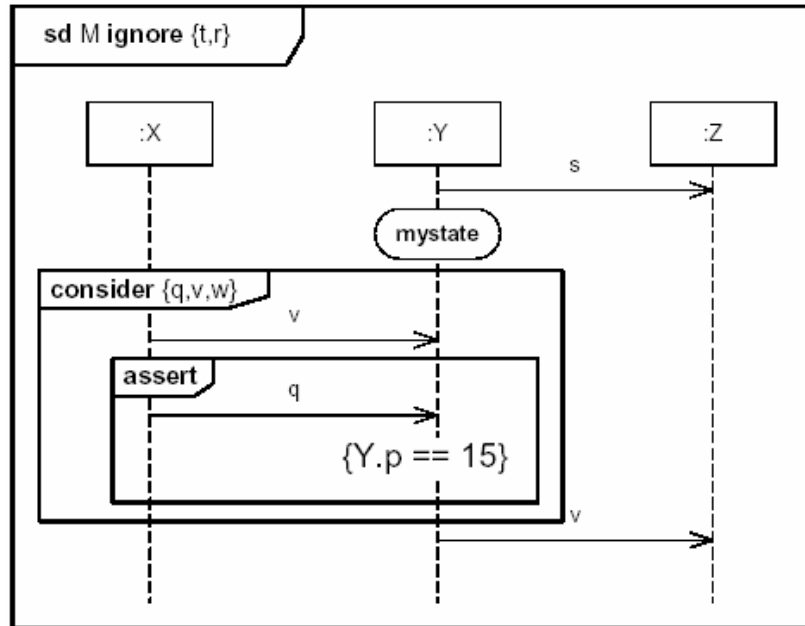 sd M ignore {t,r}
:X
:Y
:Z
s
mystate
consider {q,v,w}
v
assert
q
{Y.p == 15}
v